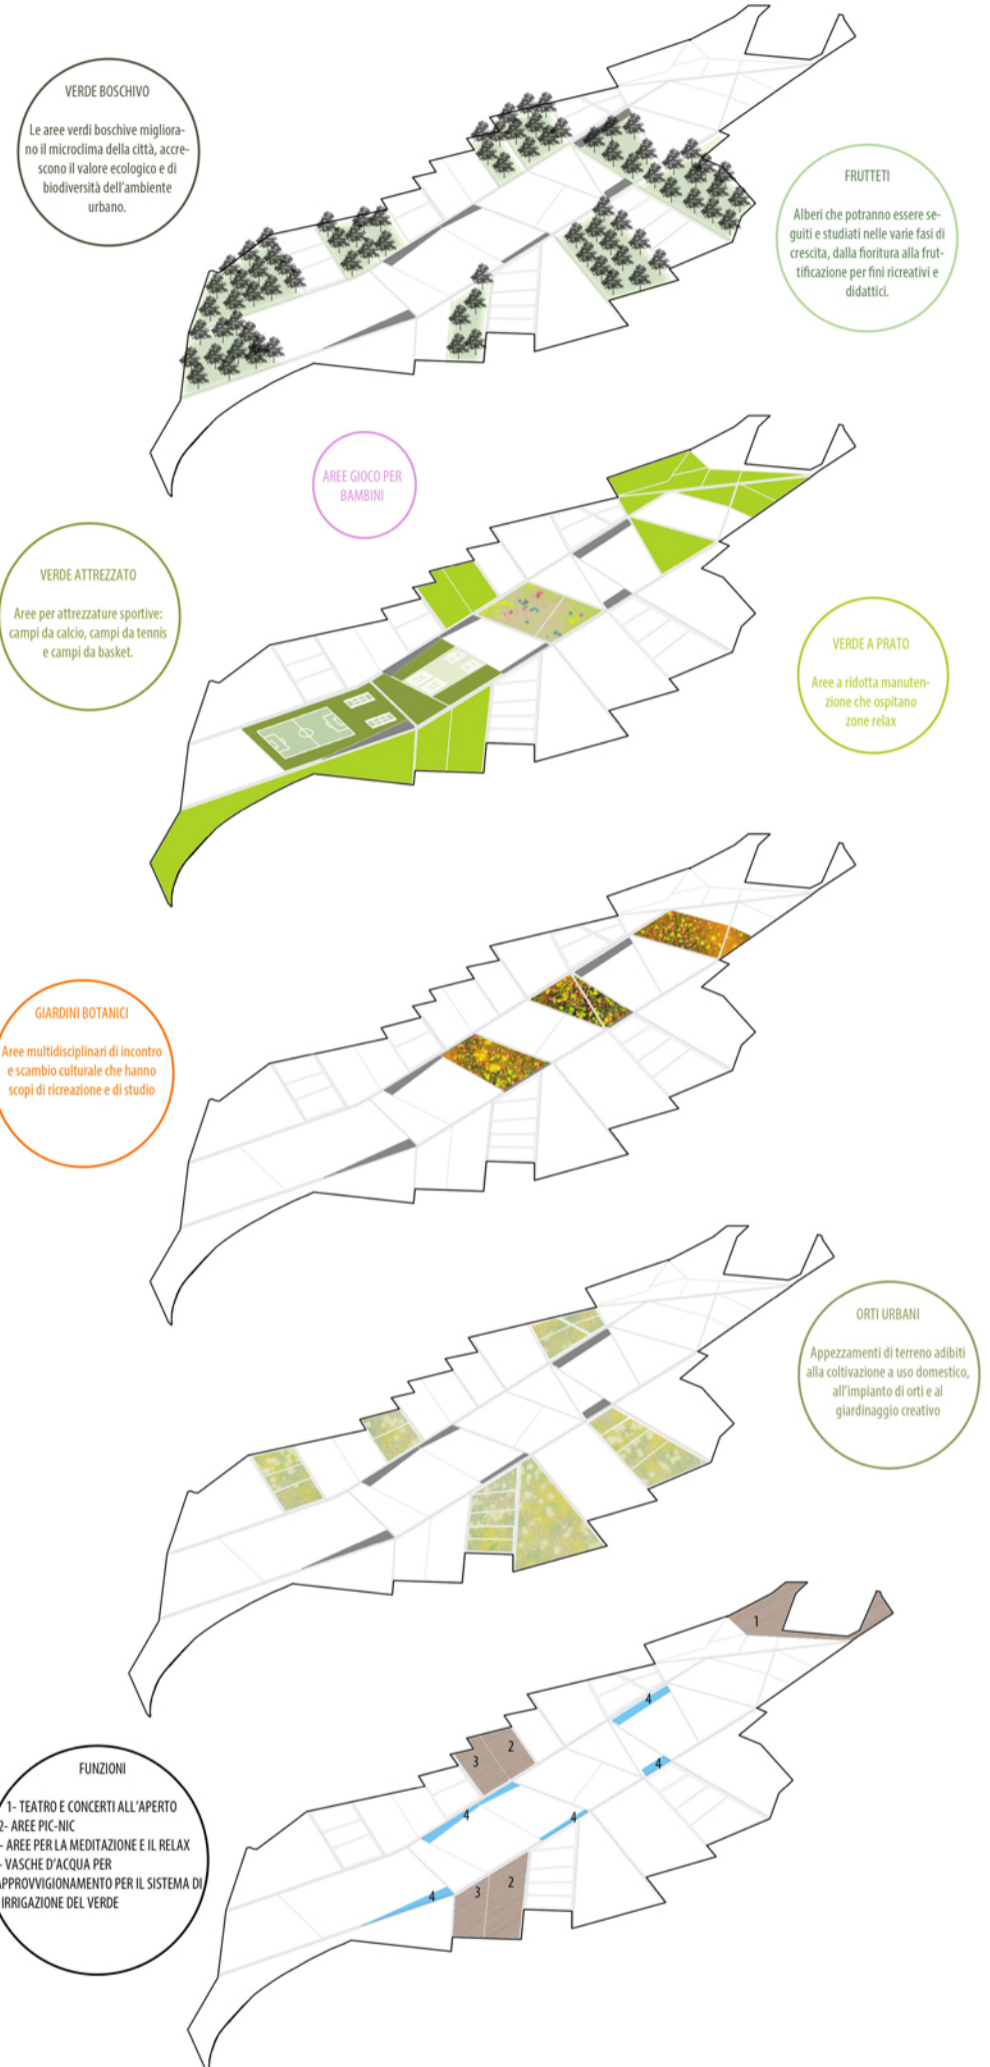 VERDE BOSCHIVO
Le aree verdi boschive migliora-
no il microclima della città, accre-
scono il valore ecologico e di
biodiversità dell'ambiente
urbano.
FRUTTETI
Alberi che potranno essere se-
guiti e studiati nelle varie fasi di
crescita, dalla fioritura alla frut-
tificazione per fini ricreativi e
didattici.
AREE GIOCO PER
BAMBINI
VERDE ATTREZZATO
Aree per attrezzature sportive:
campi da calcio, campi da tennis
e campi da basket.
VERDE A PRATO
Aree a ridotta manuten-
zione che ospitano
zone relax
GIARDINI BOTANICI
Aree multidisciplinari di incontro
e scambio culturale che hanno
scopi di ricreazione e di studio
ORTI URBANI
Appezzamenti di terreno adibiti
alla coltivazione a uso domestico,
all'impianto di orti e al
giardinaggio creativo
1
4
2
3
4
4
4
2
3
4
FUNZIONI
1- TEATRO E CONCERTI ALL'APERTO
2- AREE PIC-NIC
- AREE PER LA MEDITAZIONE E IL RELAX
- VASCHE D'ACQUA PER
APPROVVIGIONAMENTO PER IL SISTEMA DI
IRRIGAZIONE DEL VERDE